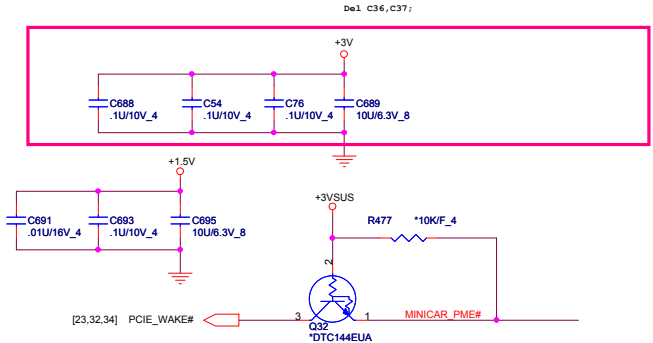 Del C36,C37;
+3V
C688
.1U/10V_4
C54
.1U/10V_4
C76
.1U/10V_4
C689
10U/6.3V_8
+1.5V
C691
.01U/16V_4
C693
.1U/10V_4
C695
10U/6.3V_8
+3VSUS
R477 *10K/F_4
2
[23,32,34] PCIE_WAKE#
3
1
MINICAR_PME#
Q32
*DTC144EUA